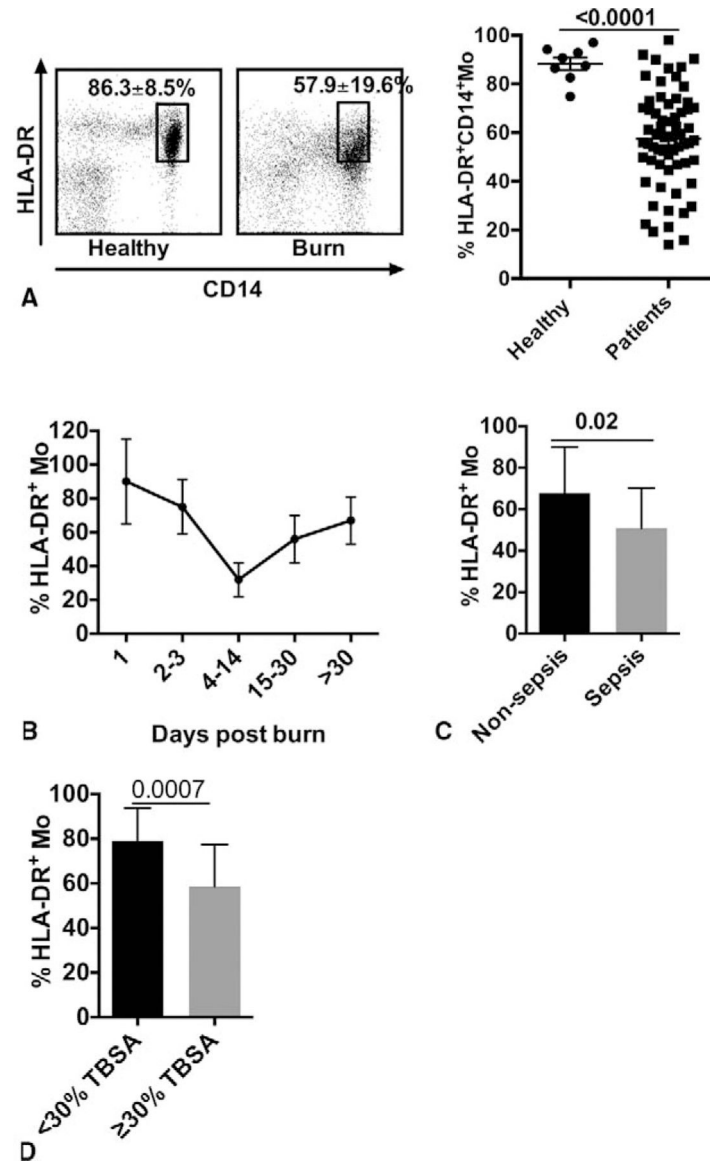 86.3±8.5%
57.9±19.6%
HLA-DR
Healthy
Burn
CD14
A
<0.0001
% HLA-DR⁺CD14⁺Mo
100
80
60
40
20
0
Healthy
Patients
% HLA-DR⁺ Mo
120
100
80
60
40
20
0
1
2-3
4-14
15-30
>30
B
Days post burn
0.02
% HLA-DR⁺ Mo
100
80
60
40
20
0
Non-sepsis
Sepsis
C
0.0007
% HLA-DR⁺ Mo
100
80
60
40
20
0
<30% TBSA
≥30% TBSA
D